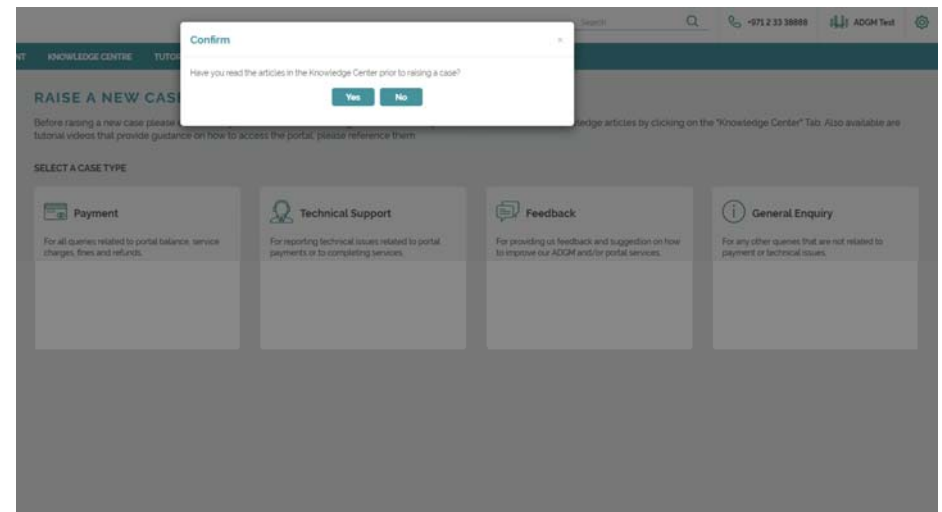 Search
+971 2 33 38888
ADGM Test
Confirm
×
NT KNOWLEDGE CENTRE TUTOR
Have you read the articles in the Knowledge Center prior to raising a case?
Yes No
RAISE A NEW CASE
Before raising a new case please
edge articles by clicking on the "Knowledge Center" Tab. Also available are
tutorial videos that provide guidance on how to access the portal, please reference them
SELECT A CASE TYPE
Payment
For all queries related to portal balance, service
charges, fines and refunds.
Technical Support
For reporting technical issues related to portal
payments or to completing services.
Feedback
For providing us feedback and suggestion on how
to improve our ADGM and/or portal services.
General Enquiry
For any other queries that are not related to
payment or technical issues.